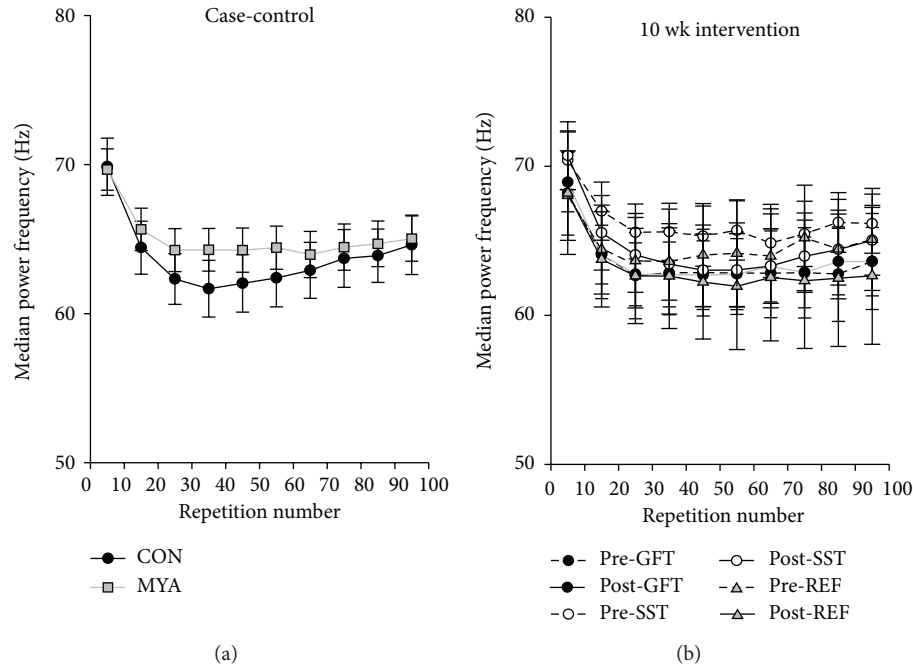 Case-control
80
70
60
50
Median power frequency (Hz)
0 10 20 30 40 50 60 70 80 90 100
Repetition number
CON
MYA
(a)
10 wk intervention
80
70
60
50
Median power frequency (Hz)
0 10 20 30 40 50 60 70 80 90 100
Repetition number
Pre-GFT
Post-GFT
Pre-SST
Post-SST
Pre-REF
Post-REF
(b)